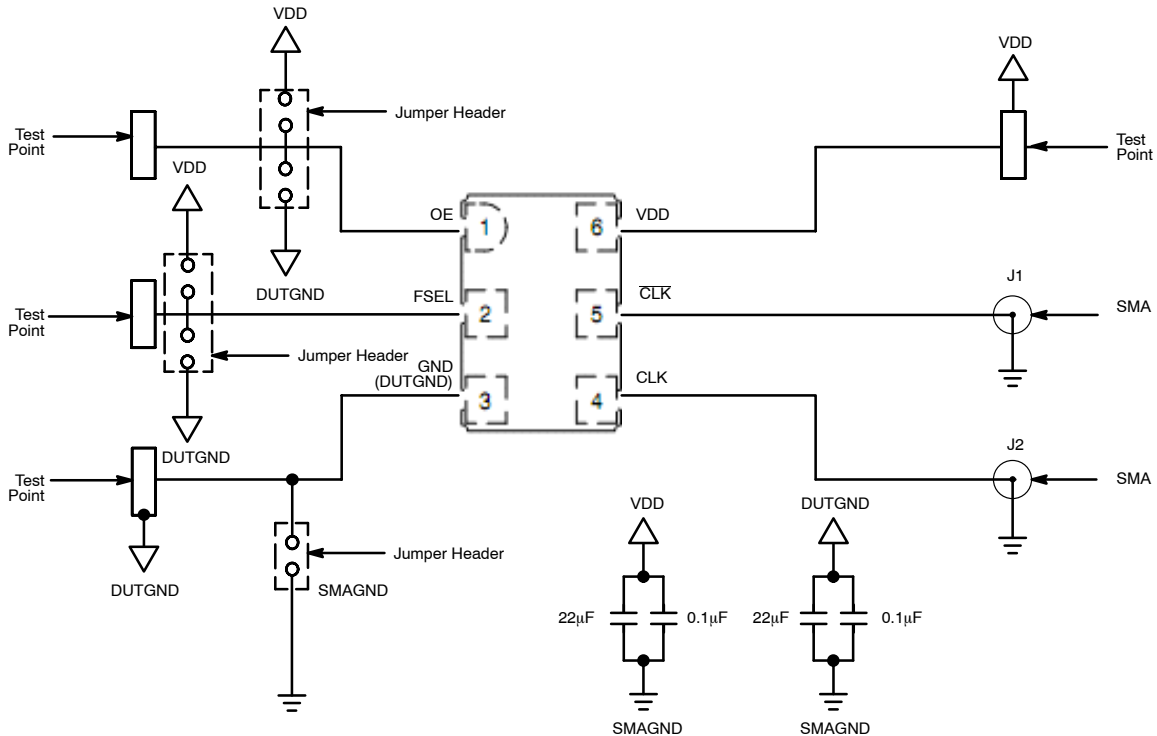 VDD
VDD
Jumper Header
Test
Point
Test
Point
VDD
OE
1
6
VDD
DUTGND
J1
FSEL
2
5
CLK
SMA
Test
Point
Jumper Header
GND
(DUTGND)
3
4
CLK
DUTGND
J2
Test
Point
SMA
VDD
DUTGND
Jumper Header
DUTGND
SMAGND
22μF
0.1μF
22μF
0.1μF
SMAGND
SMAGND